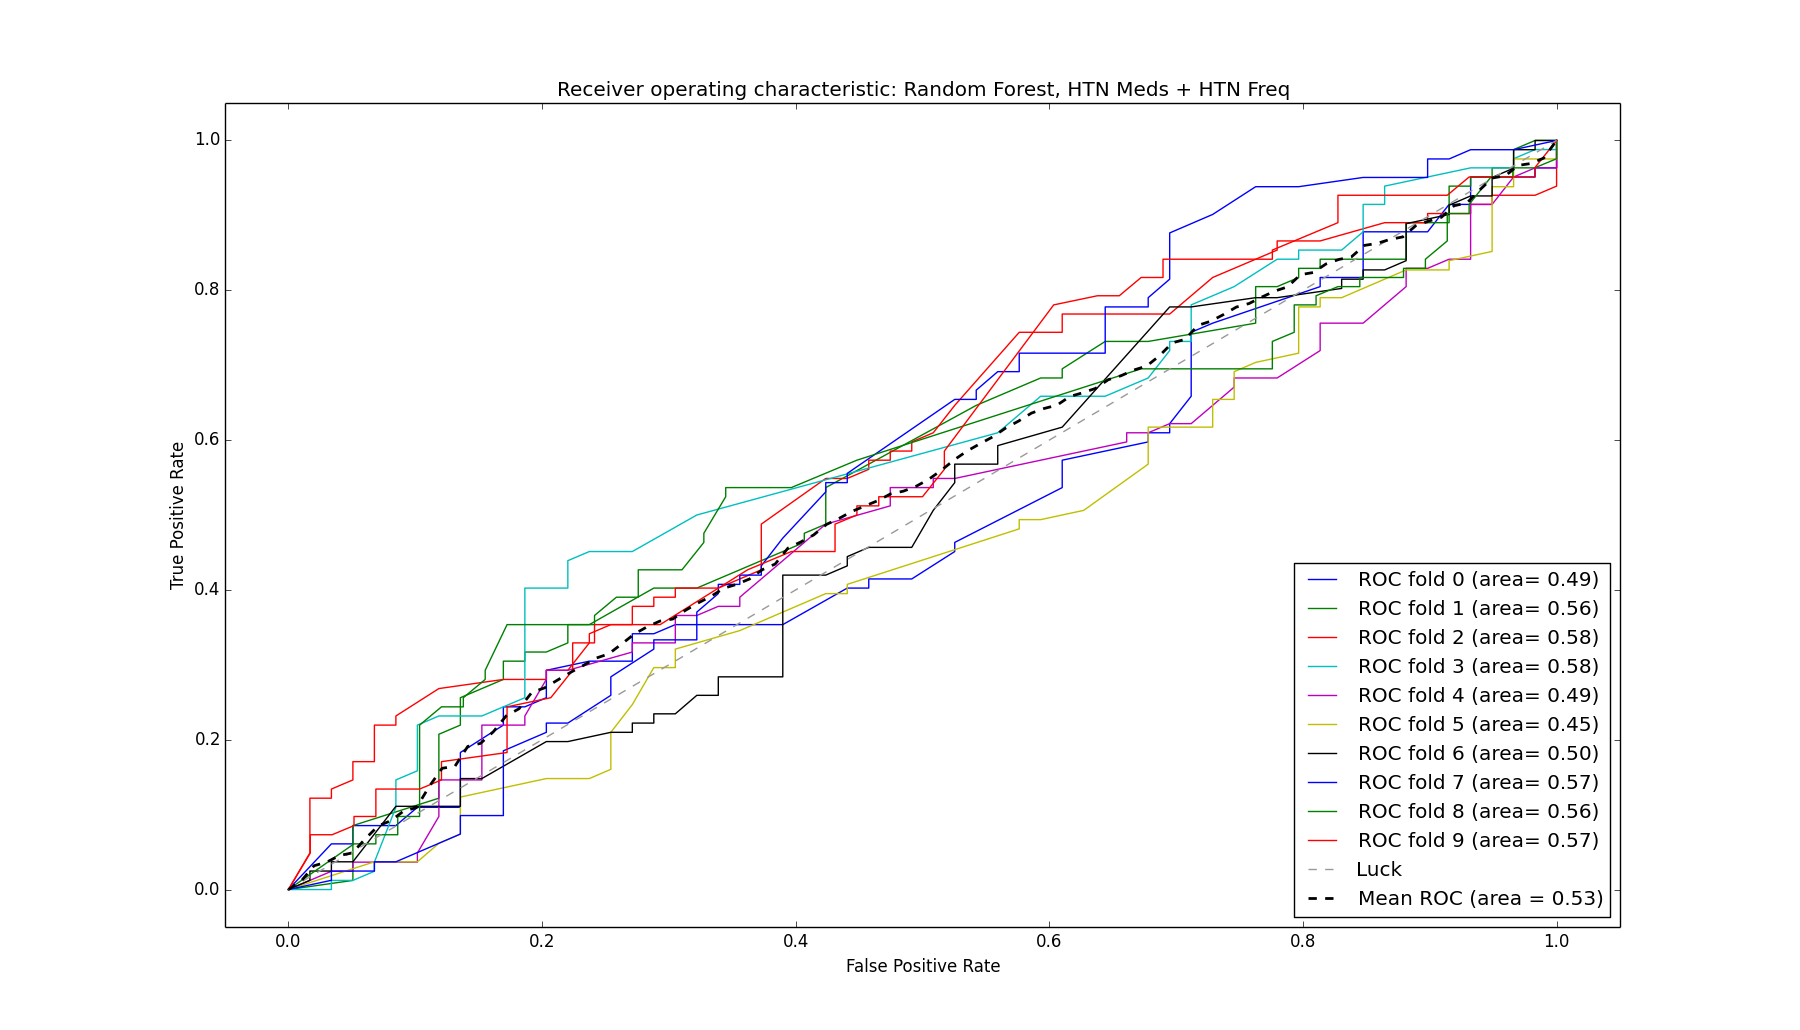 Receiver operating characteristic: Random Forest, HTN Meds + HTN Freq
1.0
0.8
0.6
0.4
0.2
0.0
True Positive Rate
0.0 0.2 0.4 0.6 0.8 1.0
False Positive Rate
ROC fold 0 (area= 0.49)
ROC fold 1 (area= 0.56)
ROC fold 2 (area= 0.58)
ROC fold 3 (area= 0.58)
ROC fold 4 (area= 0.49)
ROC fold 5 (area= 0.45)
ROC fold 6 (area= 0.50)
ROC fold 7 (area= 0.57)
ROC fold 8 (area= 0.56)
ROC fold 9 (area= 0.57)
Luck
Mean ROC (area = 0.53)